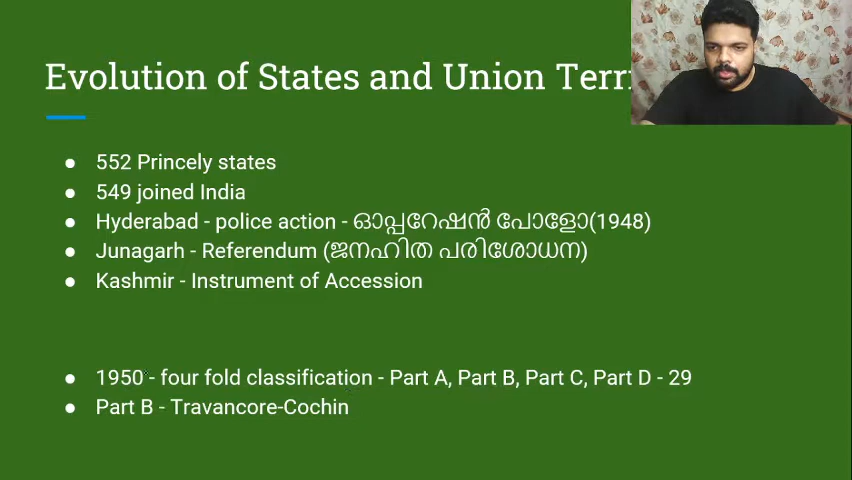 Evolution of States and Union Terri
552 Princely states
549 joined India
Hyderabad - police action - ഓപ്പറേഷൻ പോളോ(1948)
Junagarh - Referendum (ജനഹിത പരിശോധന)
Kashmir - Instrument of Accession
1950 - four fold classification - Part A, Part B, Part C, Part D - 29
Part B - Travancore-Cochin